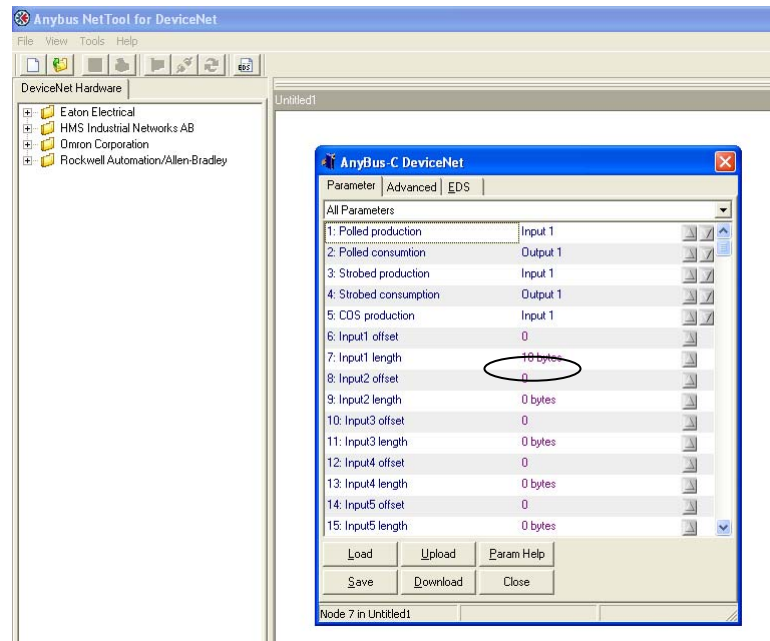 Anybus NetTool for DeviceNet
File View Tools Help
EDS
DeviceNet Hardware
Eaton Electrical
HMS Industrial Networks AB
Omron Corporation
Rockwell Automation/Allen-Bradley
Untitled1
AnyBus-C DeviceNet
Parameter Advanced EDS
All Parameters
1: Polled production Input 1
2: Polled consumtion Output 1
3: Strobed production Input 1
4: Strobed consumption Output 1
5: COS production Input 1
6: Input1 offset 0
7: Input1 length bytes
8: Input2 offset 0
9: Input2 length 0 bytes
10: Input3 offset 0
11: Input3 length 0 bytes
12: Input4 offset 0
13: Input4 length 0 bytes
14: Input5 offset 0
15: Input5 length 0 bytes
Load Upload Param Help
Save Download Close
Node 7 in Untitled1